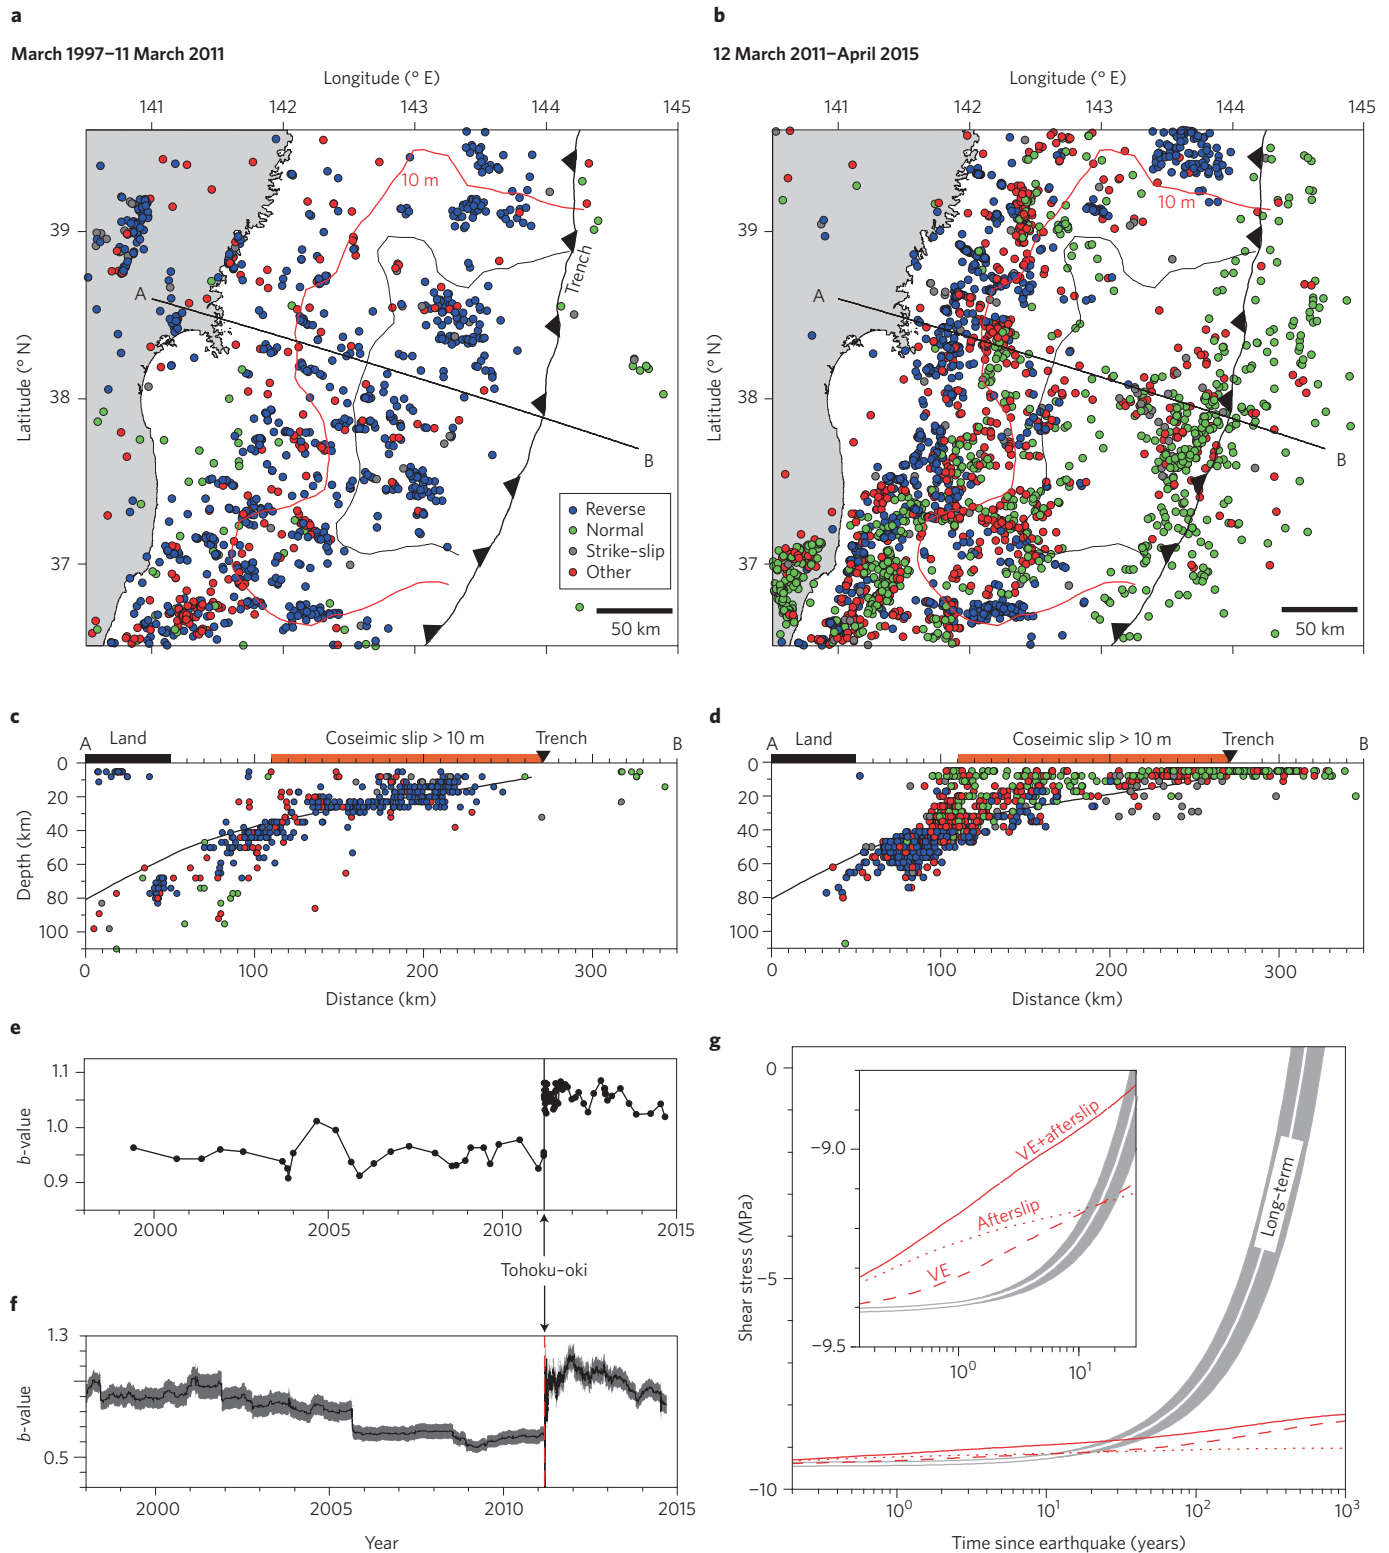 a
March 1997–11 March 2011
Longitude (° E)
141 142 143 144 145
39
38
37
Latitude (° N)
10 m
Trench
A
B
Reverse
Normal
Strike–slip
Other
50 km
b
12 March 2011–April 2015
Longitude (° E)
141 142 143 144 145
39
38
37
Latitude (° N)
10 m
A
B
50 km
c
A Land Coseismic slip > 10 m Trench B
0
20
40
60
80
100
Depth (km)
0 100 200 300
Distance (km)
d
A Land Coseismic slip > 10 m Trench B
0
20
40
60
80
100
0 100 200 300
Distance (km)
e
1.1
1.0
0.9
b-value
2000 2005 2011 2015
Tohoku–oki
f
1.3
0.5
b-value
2000 2005 2011 2015
Year
g
0
−5
−10
Shear stress (MPa)
−9.0
−9.5
VE+afterslip
Afterslip
VE
10⁰ 10¹
Long–term
10⁰ 10¹ 10² 10³
Time since earthquake (years)